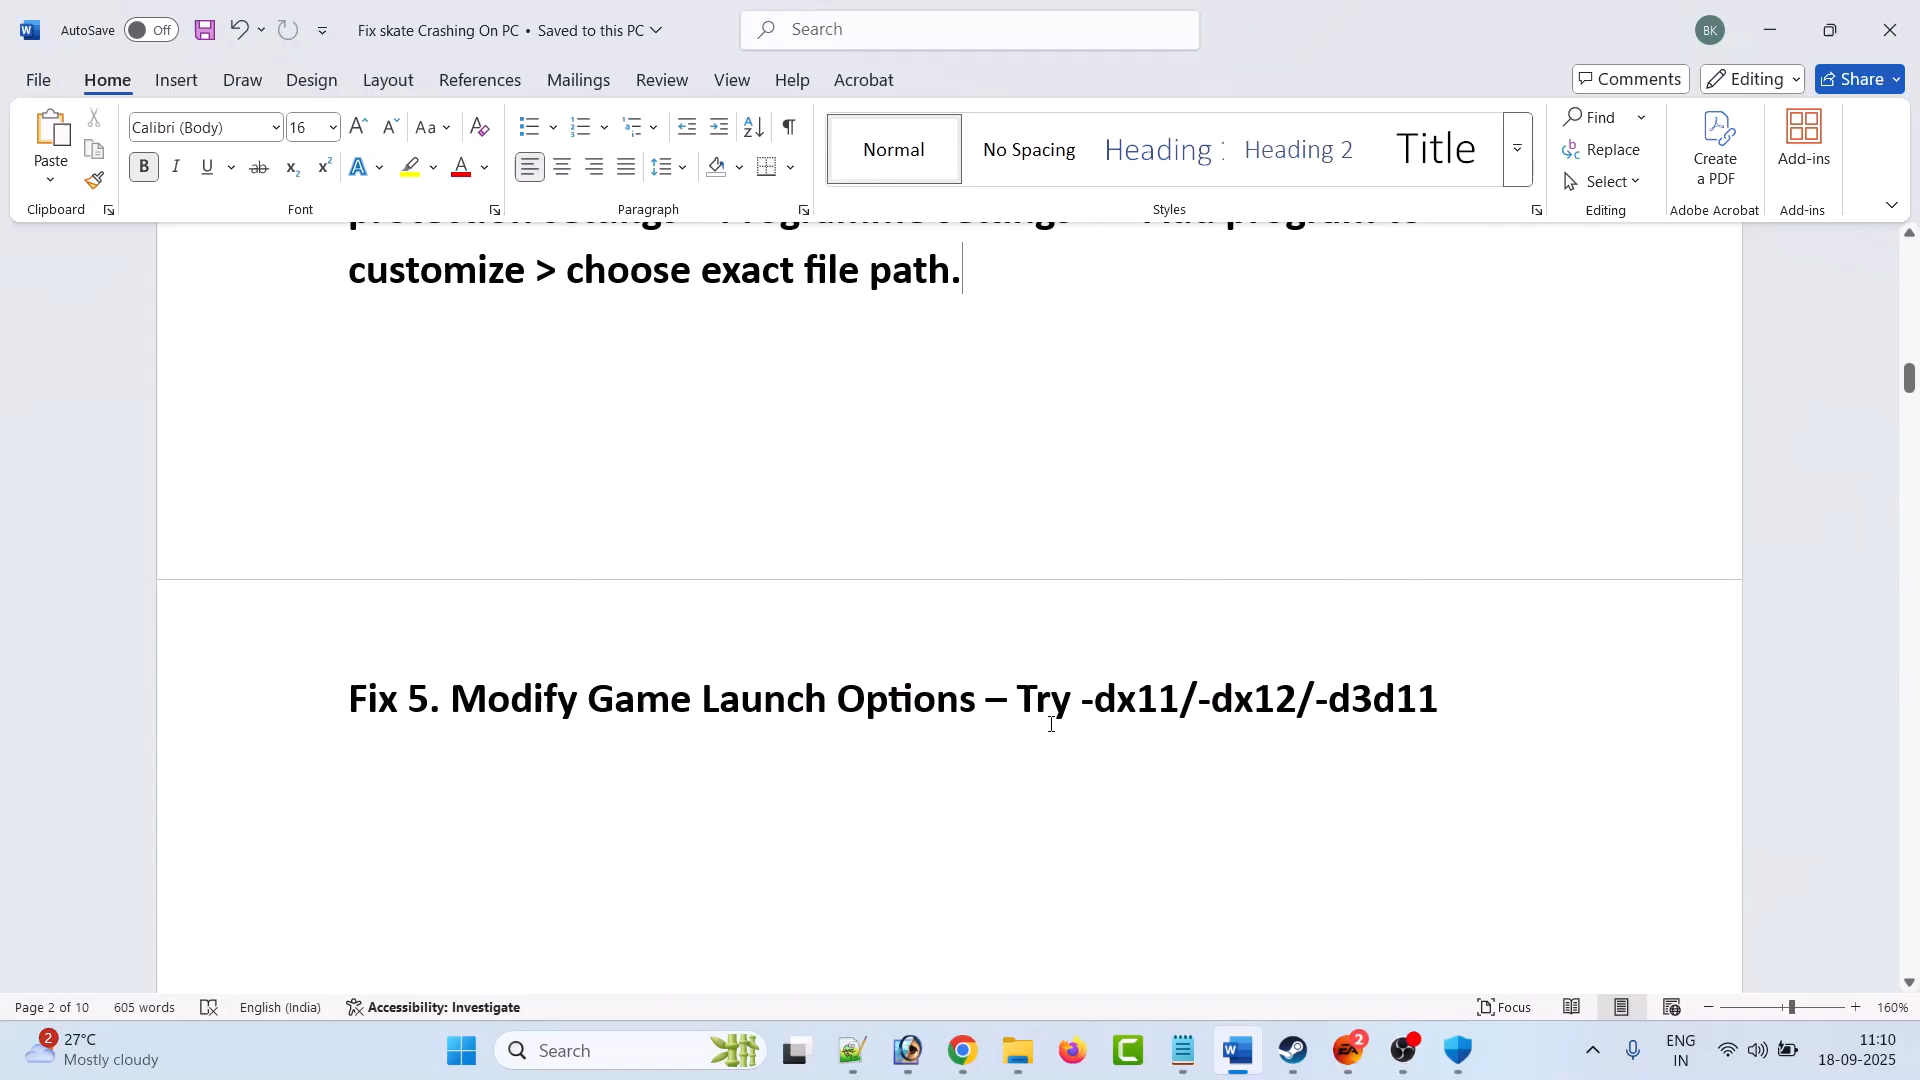 AutoSave Off Fix skate Crashing On PC • Saved to this PC Search BK
File Home Insert Draw Design Layout References Mailings Review View Help Acrobat Comments Editing Share
Paste Calibri (Body) 16 Aa Normal No Spacing Heading Heading 2 Title Find Replace Select Create a PDF Add-ins
Clipboard Font Paragraph Styles Editing Adobe Acrobat Add-ins
customize > choose exact file path.
Fix 5. Modify Game Launch Options – Try -dx11/-dx12/-d3d11
Page 2 of 10 605 words English (India) Accessibility: Investigate Focus 160%
2 27°C Search 2 ENG 11:10
Mostly cloudy IN 18-09-2025